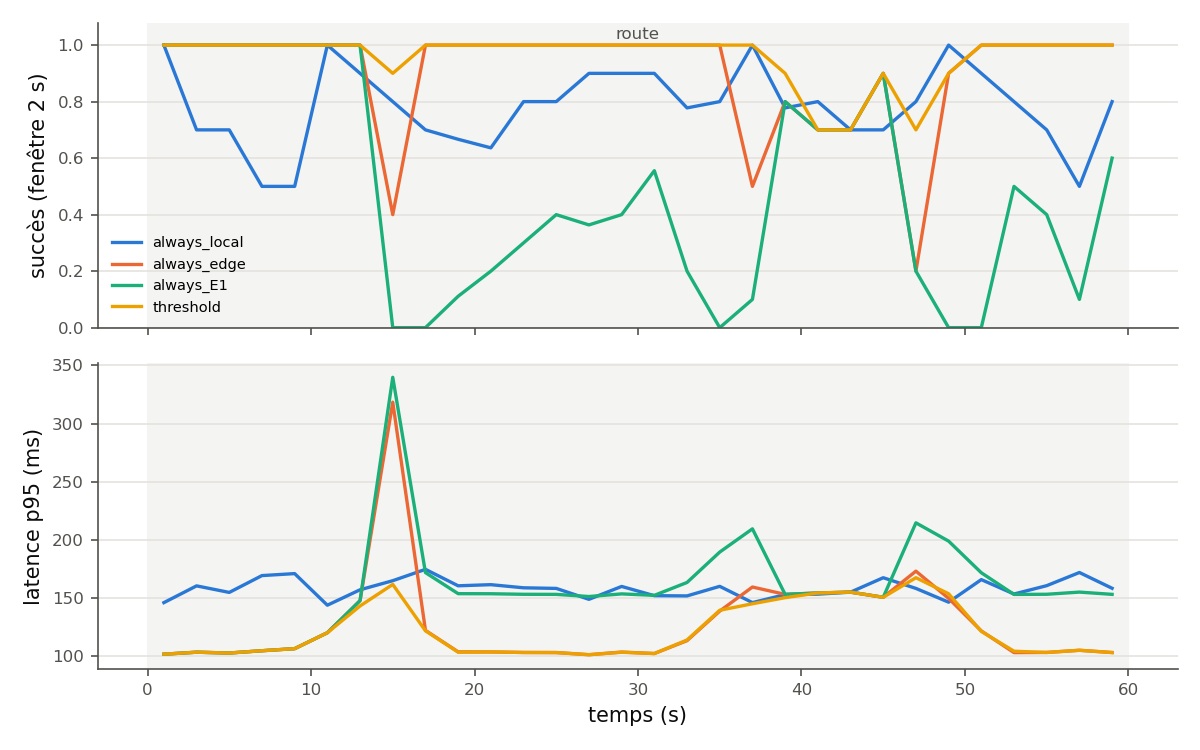 route
succès (fenêtre 2 s)
1.0
0.8
0.6
0.4
0.2
0.0
always_local
always_edge
always_E1
threshold
latence p95 (ms)
350
300
250
200
150
100
0 10 20 30 40 50 60
temps (s)